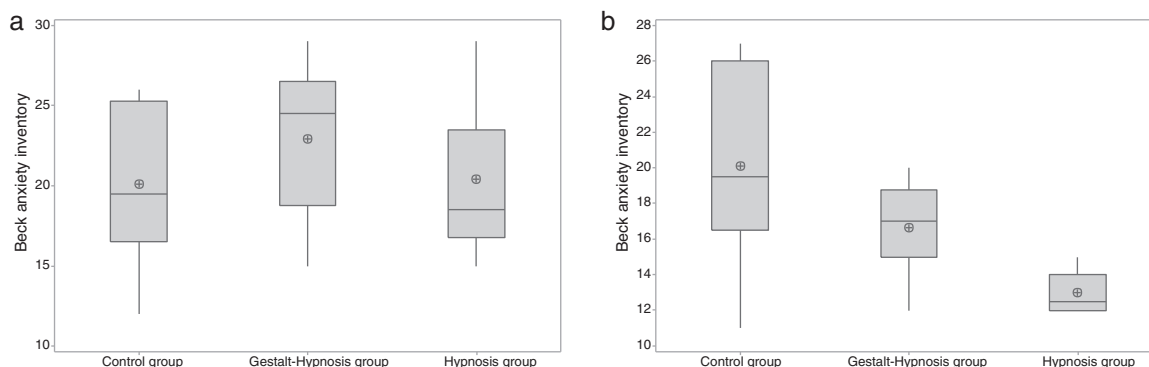 a
Beck anxiety inventory
30
25
20
15
10
Control group
Gestalt-Hypnosis group
Hypnosis group
b
Beck anxiety inventory
28
26
24
22
20
18
16
14
12
10
Control group
Gestalt-Hypnosis group
Hypnosis group